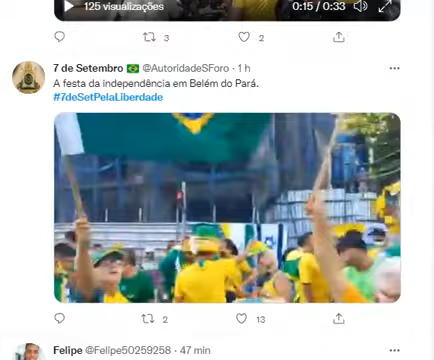 125 visualizações 0:15 / 0:33
3 2
7 de Setembro 🇧🇷 @AutoridadeSForo · 1 h
A festa da independência em Belém do Pará.
#7deSetPelaLiberdade
2 13
Felipe @Felipe50259258 · 47 min